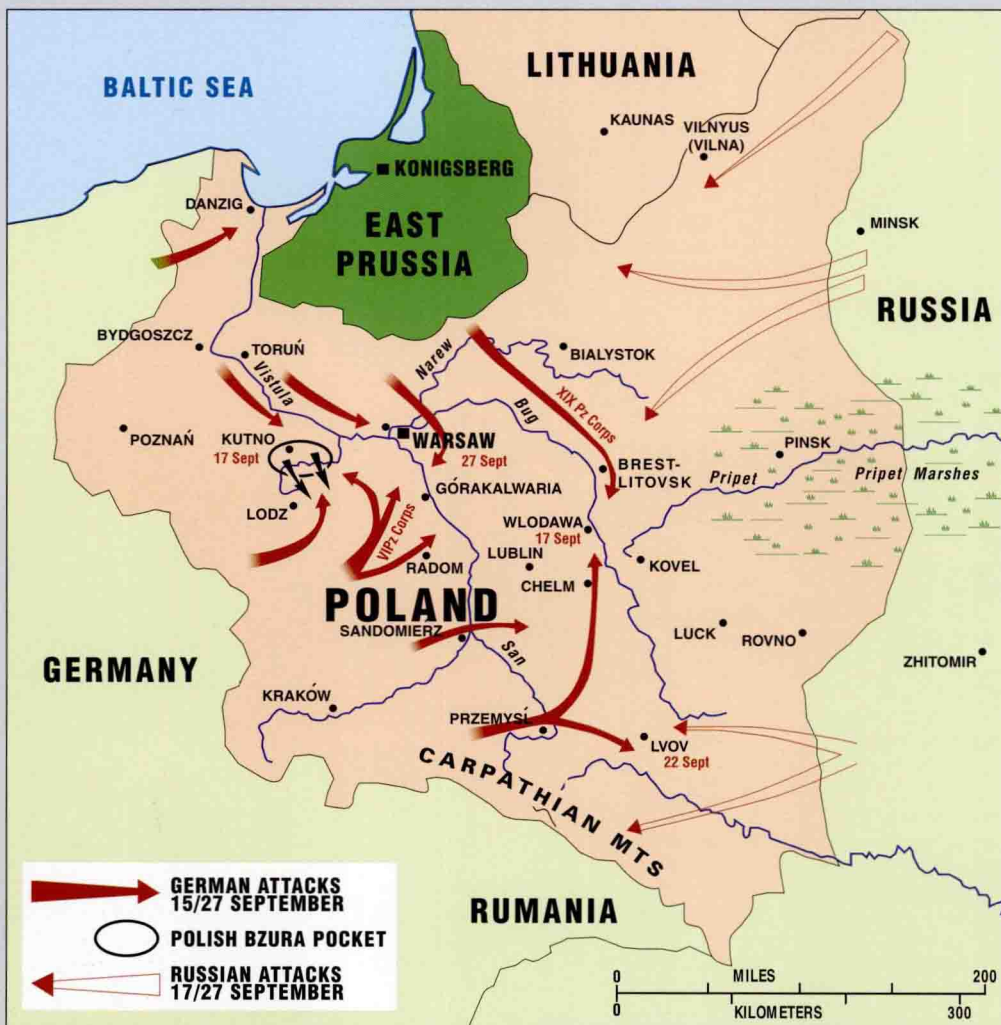 LITHUANIA
BALTIC SEA
KAUNAS
VILNYUS
(VILNA)
KONIGSBERG
DANZIG
EAST
PRUSSIA
MINSK
RUSSIA
BYDGOSZCZ
TORUŃ
Vistula
Narew
BIALYSTOK
Bug
XIX Pz Corps
POZNAŃ
KUTNO
17 Sept
WARSAW
27 Sept
PINSK
BREST-
LITOVSK
Pripet
Pripet Marshes
GÓRAKALWARIA
LODZ
WLODAWA
17 Sept
VIPz Corps
RADOM
LUBLIN
CHELM
KOVEL
POLAND
SANDOMIERZ
LUCK
ROVNO
San
ZHITOMIR
GERMANY
KRAKÓW
PRZEMYSĹ
LVOV
22 Sept
CARPATHIAN MTS
RUMANIA
GERMAN ATTACKS
15/27 SEPTEMBER
POLISH BZURA POCKET
RUSSIAN ATTACKS
17/27 SEPTEMBER
0 MILES 200
0 KILOMETERS 300